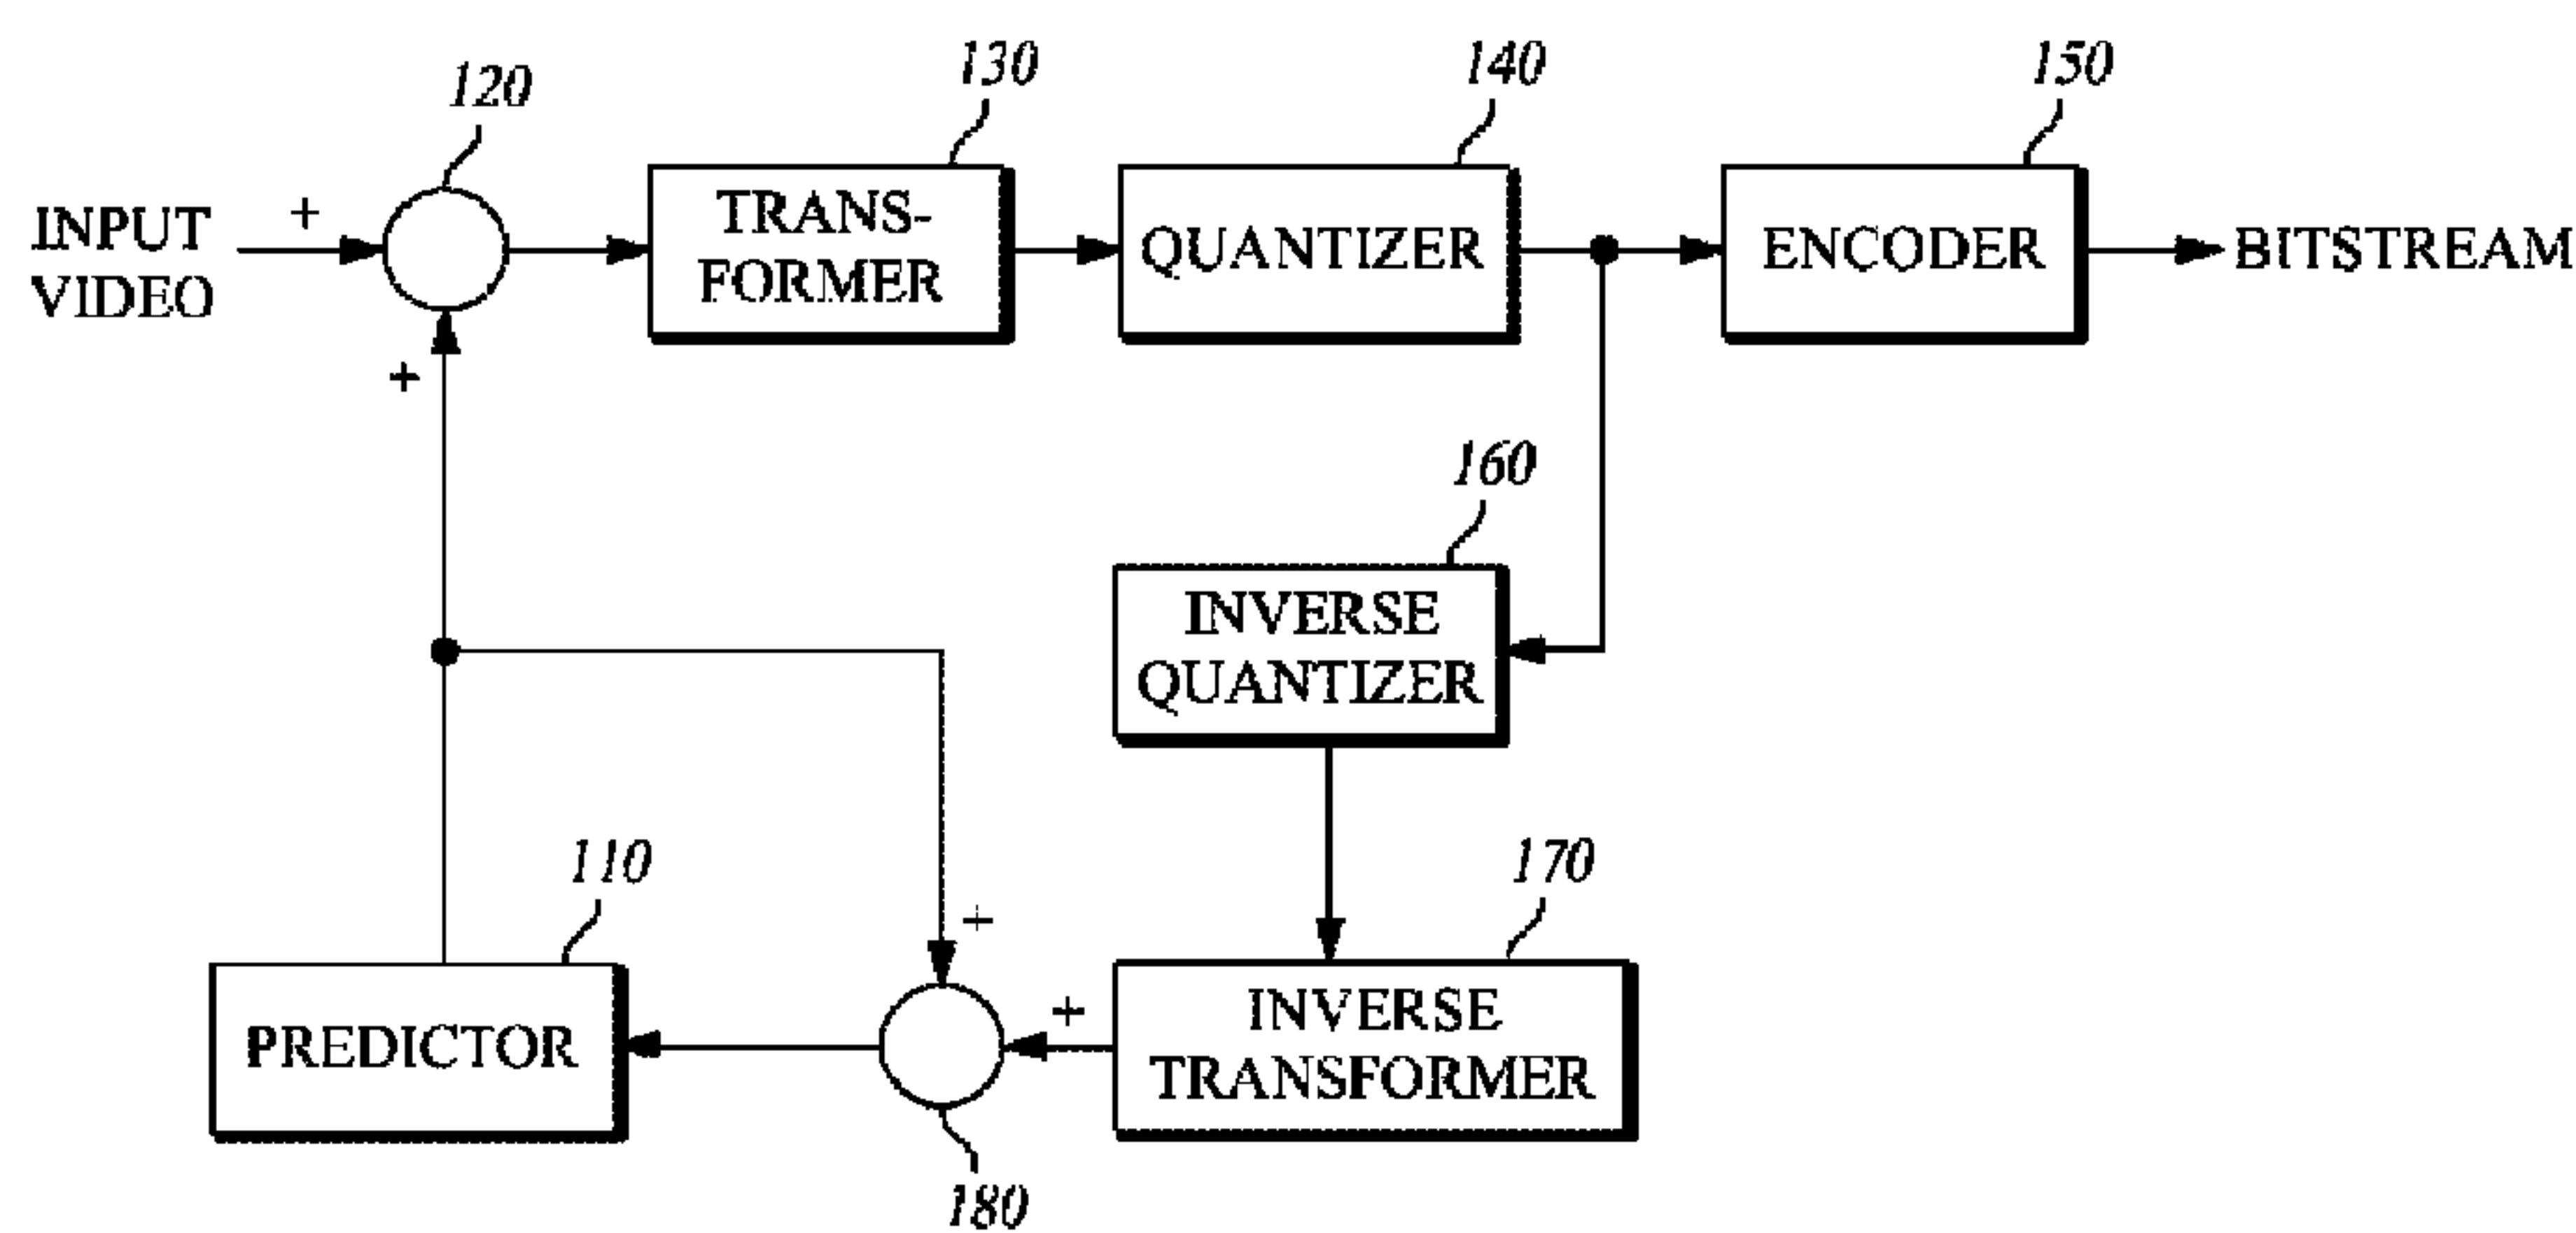 120
130
140
150
INPUT
VIDEO
+
TRANS-
FORMER
QUANTIZER
ENCODER
BITSTREAM
+
160
INVERSE
QUANTIZER
110
170
+
PREDICTOR
+
INVERSE
TRANSFORMER
180